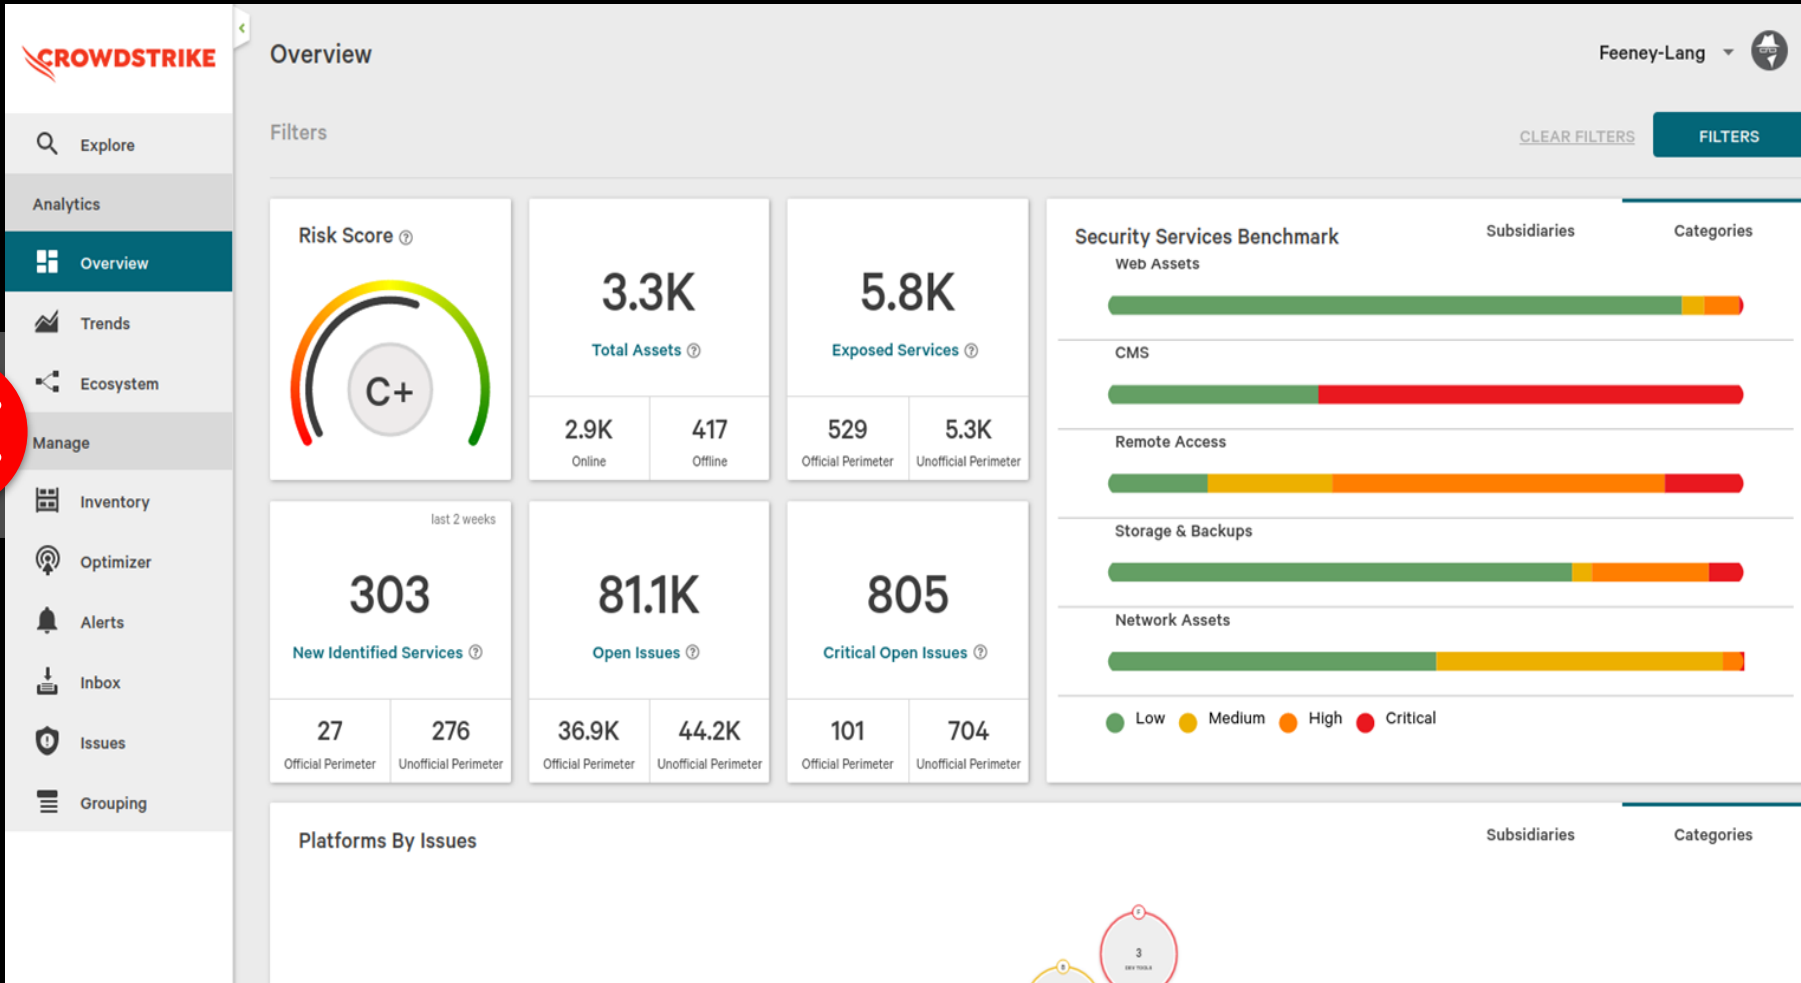 CROWDSTRIKE
Overview
Feeney-Lang
Filters
CLEAR FILTERS
FILTERS
Explore
Analytics
Overview
Trends
Ecosystem
Manage
Inventory
Optimizer
Alerts
Inbox
Issues
Grouping
Risk Score ?
C+
3.3K
Total Assets ?
2.9K
Online
417
Offline
5.8K
Exposed Services ?
529
Official Perimeter
5.3K
Unofficial Perimeter
last 2 weeks
303
New Identified Services ?
27
Official Perimeter
276
Unofficial Perimeter
81.1K
Open Issues ?
36.9K
Official Perimeter
44.2K
Unofficial Perimeter
805
Critical Open Issues ?
101
Official Perimeter
704
Unofficial Perimeter
Security Services Benchmark
Subsidiaries
Categories
Web Assets
CMS
Remote Access
Storage & Backups
Network Assets
Low
Medium
High
Critical
Platforms By Issues
Subsidiaries
Categories
F
3
DEV TOOLS